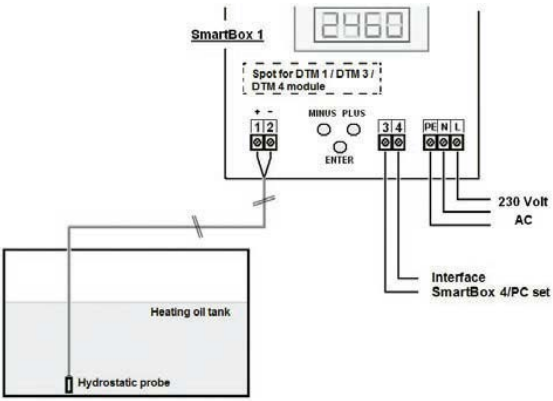 2460
SmartBox 1
Spot for DTM 1 / DTM 3 /
DTM 4 module
+ -
MINUS PLUS
1 2
3 4
PE N L
ENTER
230 Volt
AC
Interface
SmartBox 4/PC set
Heating oil tank
Hydrostatic probe